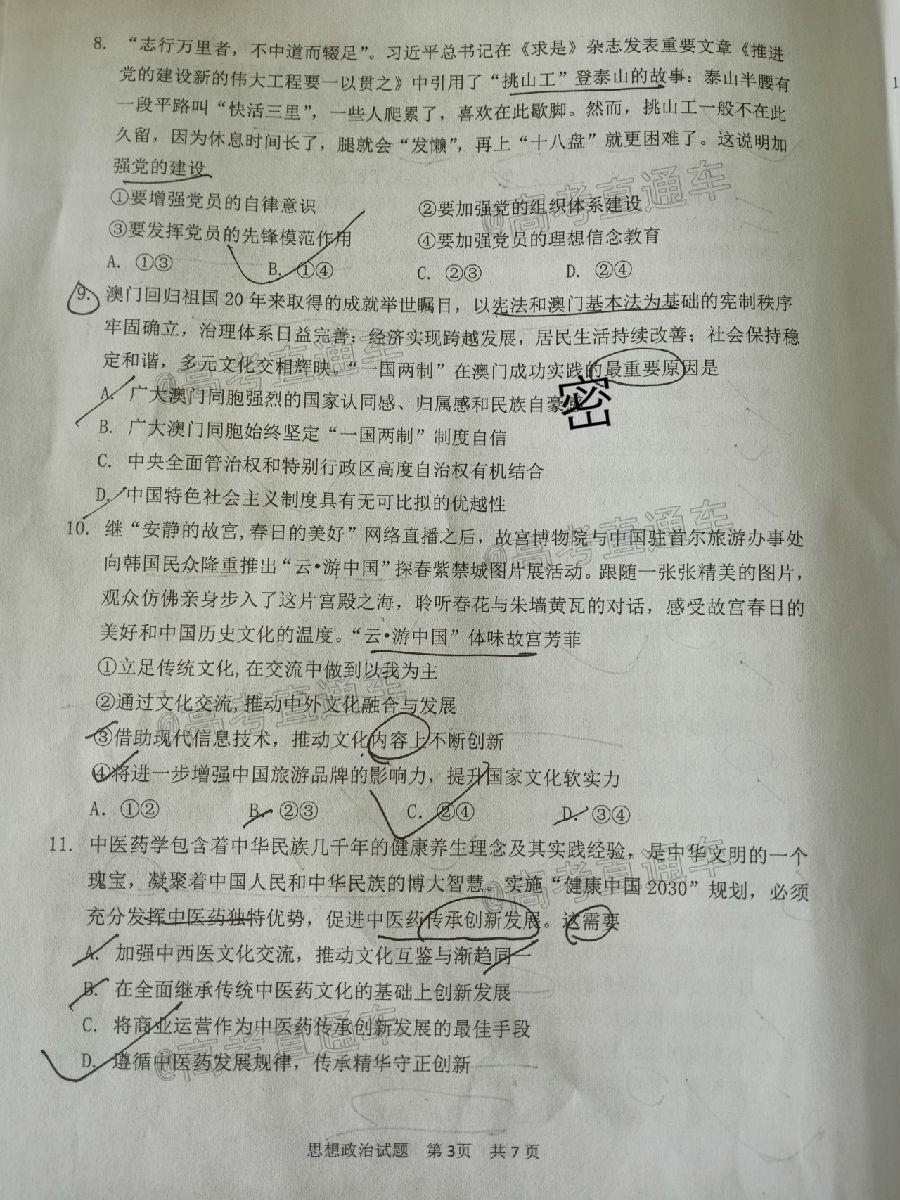 8. “志行万里者，不中道而辍足”。习近平总书记在《求是》杂志发表重要文章《推进
党的建设新的伟大工程要一以贯之》中引用了“挑山工”登泰山的故事：泰山半腰有
一段平路叫“快活三里”，一些人爬累了，喜欢在此歇脚。然而，挑山工一般不在此
久留，因为休息时间长了，腿就会“发懒”，再上“十八盘”就更困难了。这说明加
强党的建设
①要增强党员的自律意识 ②要加强党的组织体系建设
③要发挥党员的先锋模范作用 ④要加强党员的理想信念教育
A. ①③ B. ①④ C. ②③ D. ②④
9. 澳门回归祖国 20 年来取得的成就举世瞩目，以宪法和澳门基本法为基础的宪制秩序
牢固确立，治理体系日益完善；经济实现跨越发展，居民生活持续改善；社会保持稳
定和谐，多元文化交相辉映。“一国两制”在澳门成功实践的最重要原因是
A. 广大澳门同胞强烈的国家认同感、归属感和民族自豪感
密
B. 广大澳门同胞始终坚定“一国两制”制度自信
C. 中央全面管治权和特别行政区高度自治权有机结合
D. 中国特色社会主义制度具有无可比拟的优越性
10. 继“安静的故宫,春日的美好”网络直播之后，故宫博物院与中国驻首尔旅游办事处
向韩国民众隆重推出“云•游中国”探春紫禁城图片展活动。跟随一张张精美的图片，
观众仿佛亲身步入了这片宫殿之海，聆听春花与朱墙黄瓦的对话，感受故宫春日的
美好和中国历史文化的温度。“云•游中国”体味故宫芳菲
①立足传统文化,在交流中做到以我为主
②通过文化交流,推动中外文化融合与发展
③借助现代信息技术，推动文化内容上不断创新
④将进一步增强中国旅游品牌的影响力，提升国家文化软实力
A. ①② B. ②③ C. ②④ D. ③④
11. 中医药学包含着中华民族几千年的健康养生理念及其实践经验，是中华文明的一个
瑰宝，凝聚着中国人民和中华民族的博大智慧。实施“健康中国 2030”规划，必须
充分发挥中医药独特优势，促进中医药传承创新发展。这需要
A. 加强中西医文化交流，推动文化互鉴与渐趋同一
B. 在全面继承传统中医药文化的基础上创新发展
C. 将商业运营作为中医药传承创新发展的最佳手段
D. 遵循中医药发展规律，传承精华守正创新
思想政治试题 第 3页 共 7 页
@高考直通车
@高考直通车
@高考直通车
@高考直通车
@高考直通车
@高考直通车